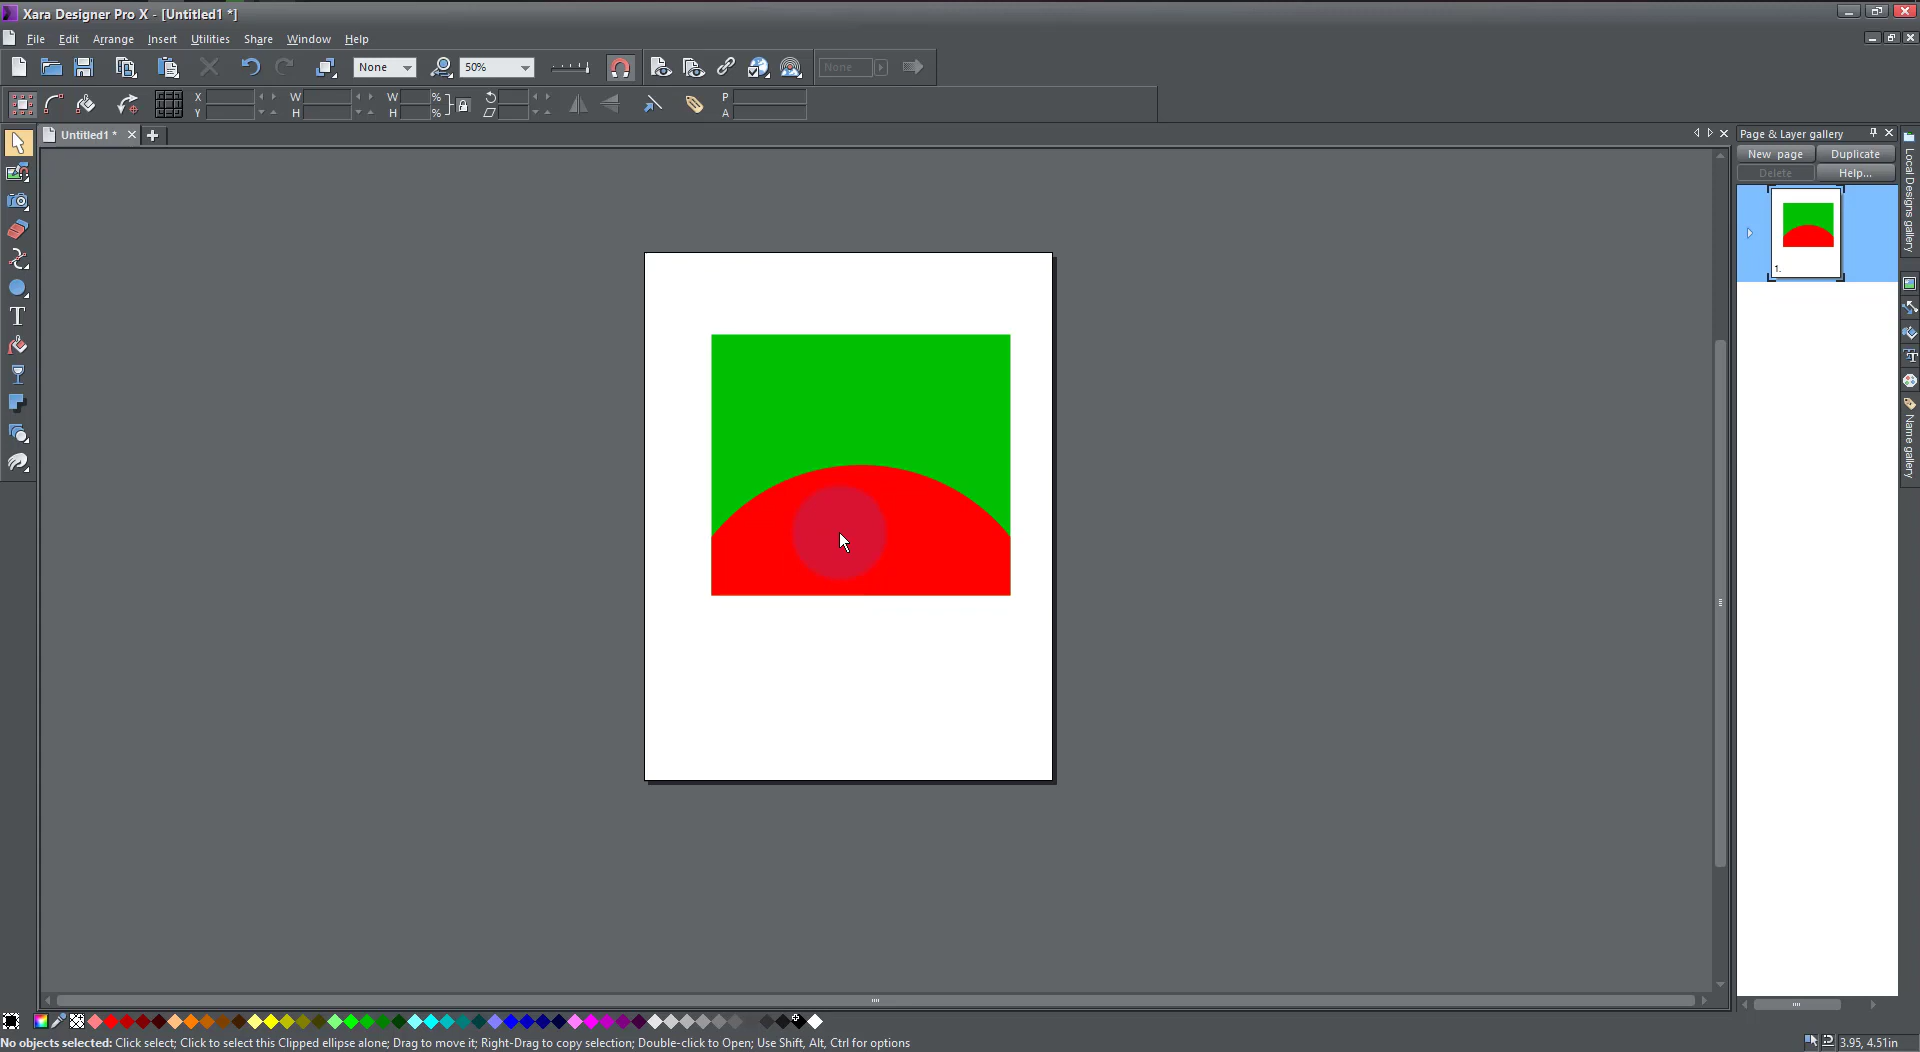 Xara Designer Pro X - [Untitled1 *]
File Edit Arrange Insert Utilities Share Window Help
None 50% None
X W W % P
Y H H % A
Untitled1 *
Page & Layer gallery
New page Duplicate
Delete Help...
1.
Local Designs gallery
Name gallery
No objects selected: Click select; Click to select this Clipped ellipse alone; Drag to move it; Right-Drag to copy selection; Double-click to Open; Use Shift, Alt, Ctrl for options
3.95, 4.51in